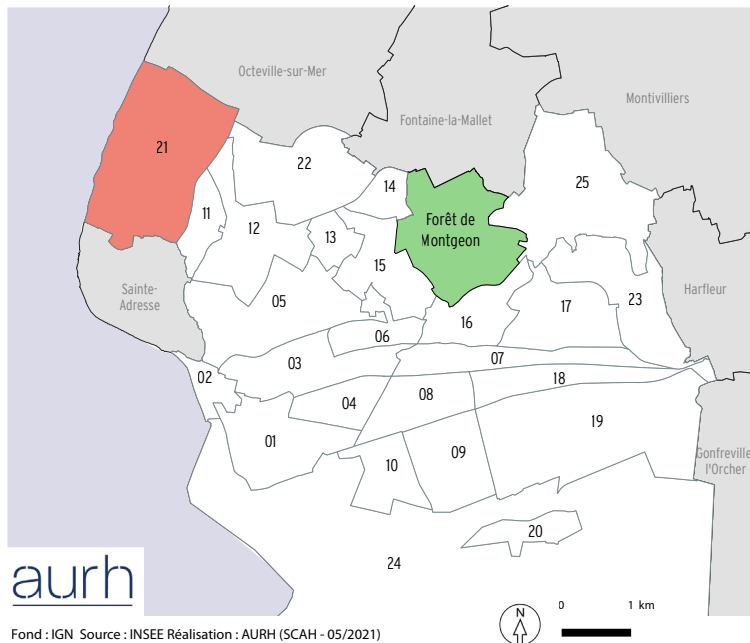 Octeville-sur-Mer
Montivilliers
Fontaine-la-Mallet
21
22
14
25
11
12
13
Forêt de
Montgeon
15
Sainte-
Adresse
05
17
23
Harfleur
16
06
07
03
02
18
08
04
19
01
09
10
Gonfreville
l'Orcher
20
24
aurh
N
0
1 km
Fond : IGN Source : INSEE Réalisation : AURH (SCAH - 05/2021)